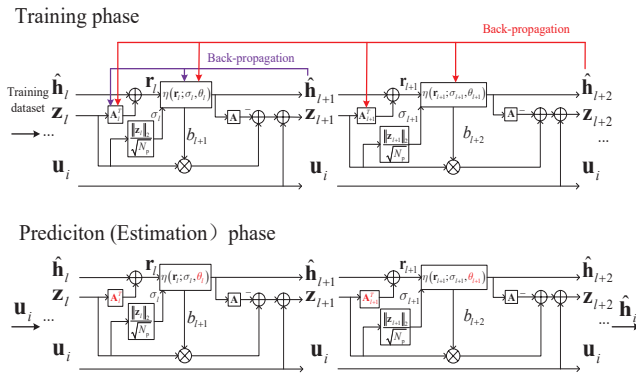 Training phase
Back-propagation
Back-propagation
Training dataset
ĥ_l r_l η(r_l;σ_l,θ_l) ĥ_{l+1} r_{l+1} η(r_{l+1};σ_{l+1},θ_{l+1}) ĥ_{l+2}
z_l A_l^T σ_l A − z_{l+1} A_{l+1}^T σ_{l+1} A − z_{l+2}
... ‖z_l‖_2/√N_p b_{l+1} ‖z_{l+1}‖_2/√N_p b_{l+2} ...
u_i u_i u_i
Prediciton (Estimation） phase
ĥ_l r_l η(r_l;σ_l,θ_l) ĥ_{l+1} r_{l+1} η(r_{l+1};σ_{l+1},θ_{l+1}) ĥ_{l+2}
z_l A_l^T σ_l A − z_{l+1} A_{l+1}^T σ_{l+1} A − z_{l+2}
u_i ... ‖z_l‖_2/√N_p b_{l+1} ‖z_{l+1}‖_2/√N_p b_{l+2} ... ĥ_i
u_i u_i u_i